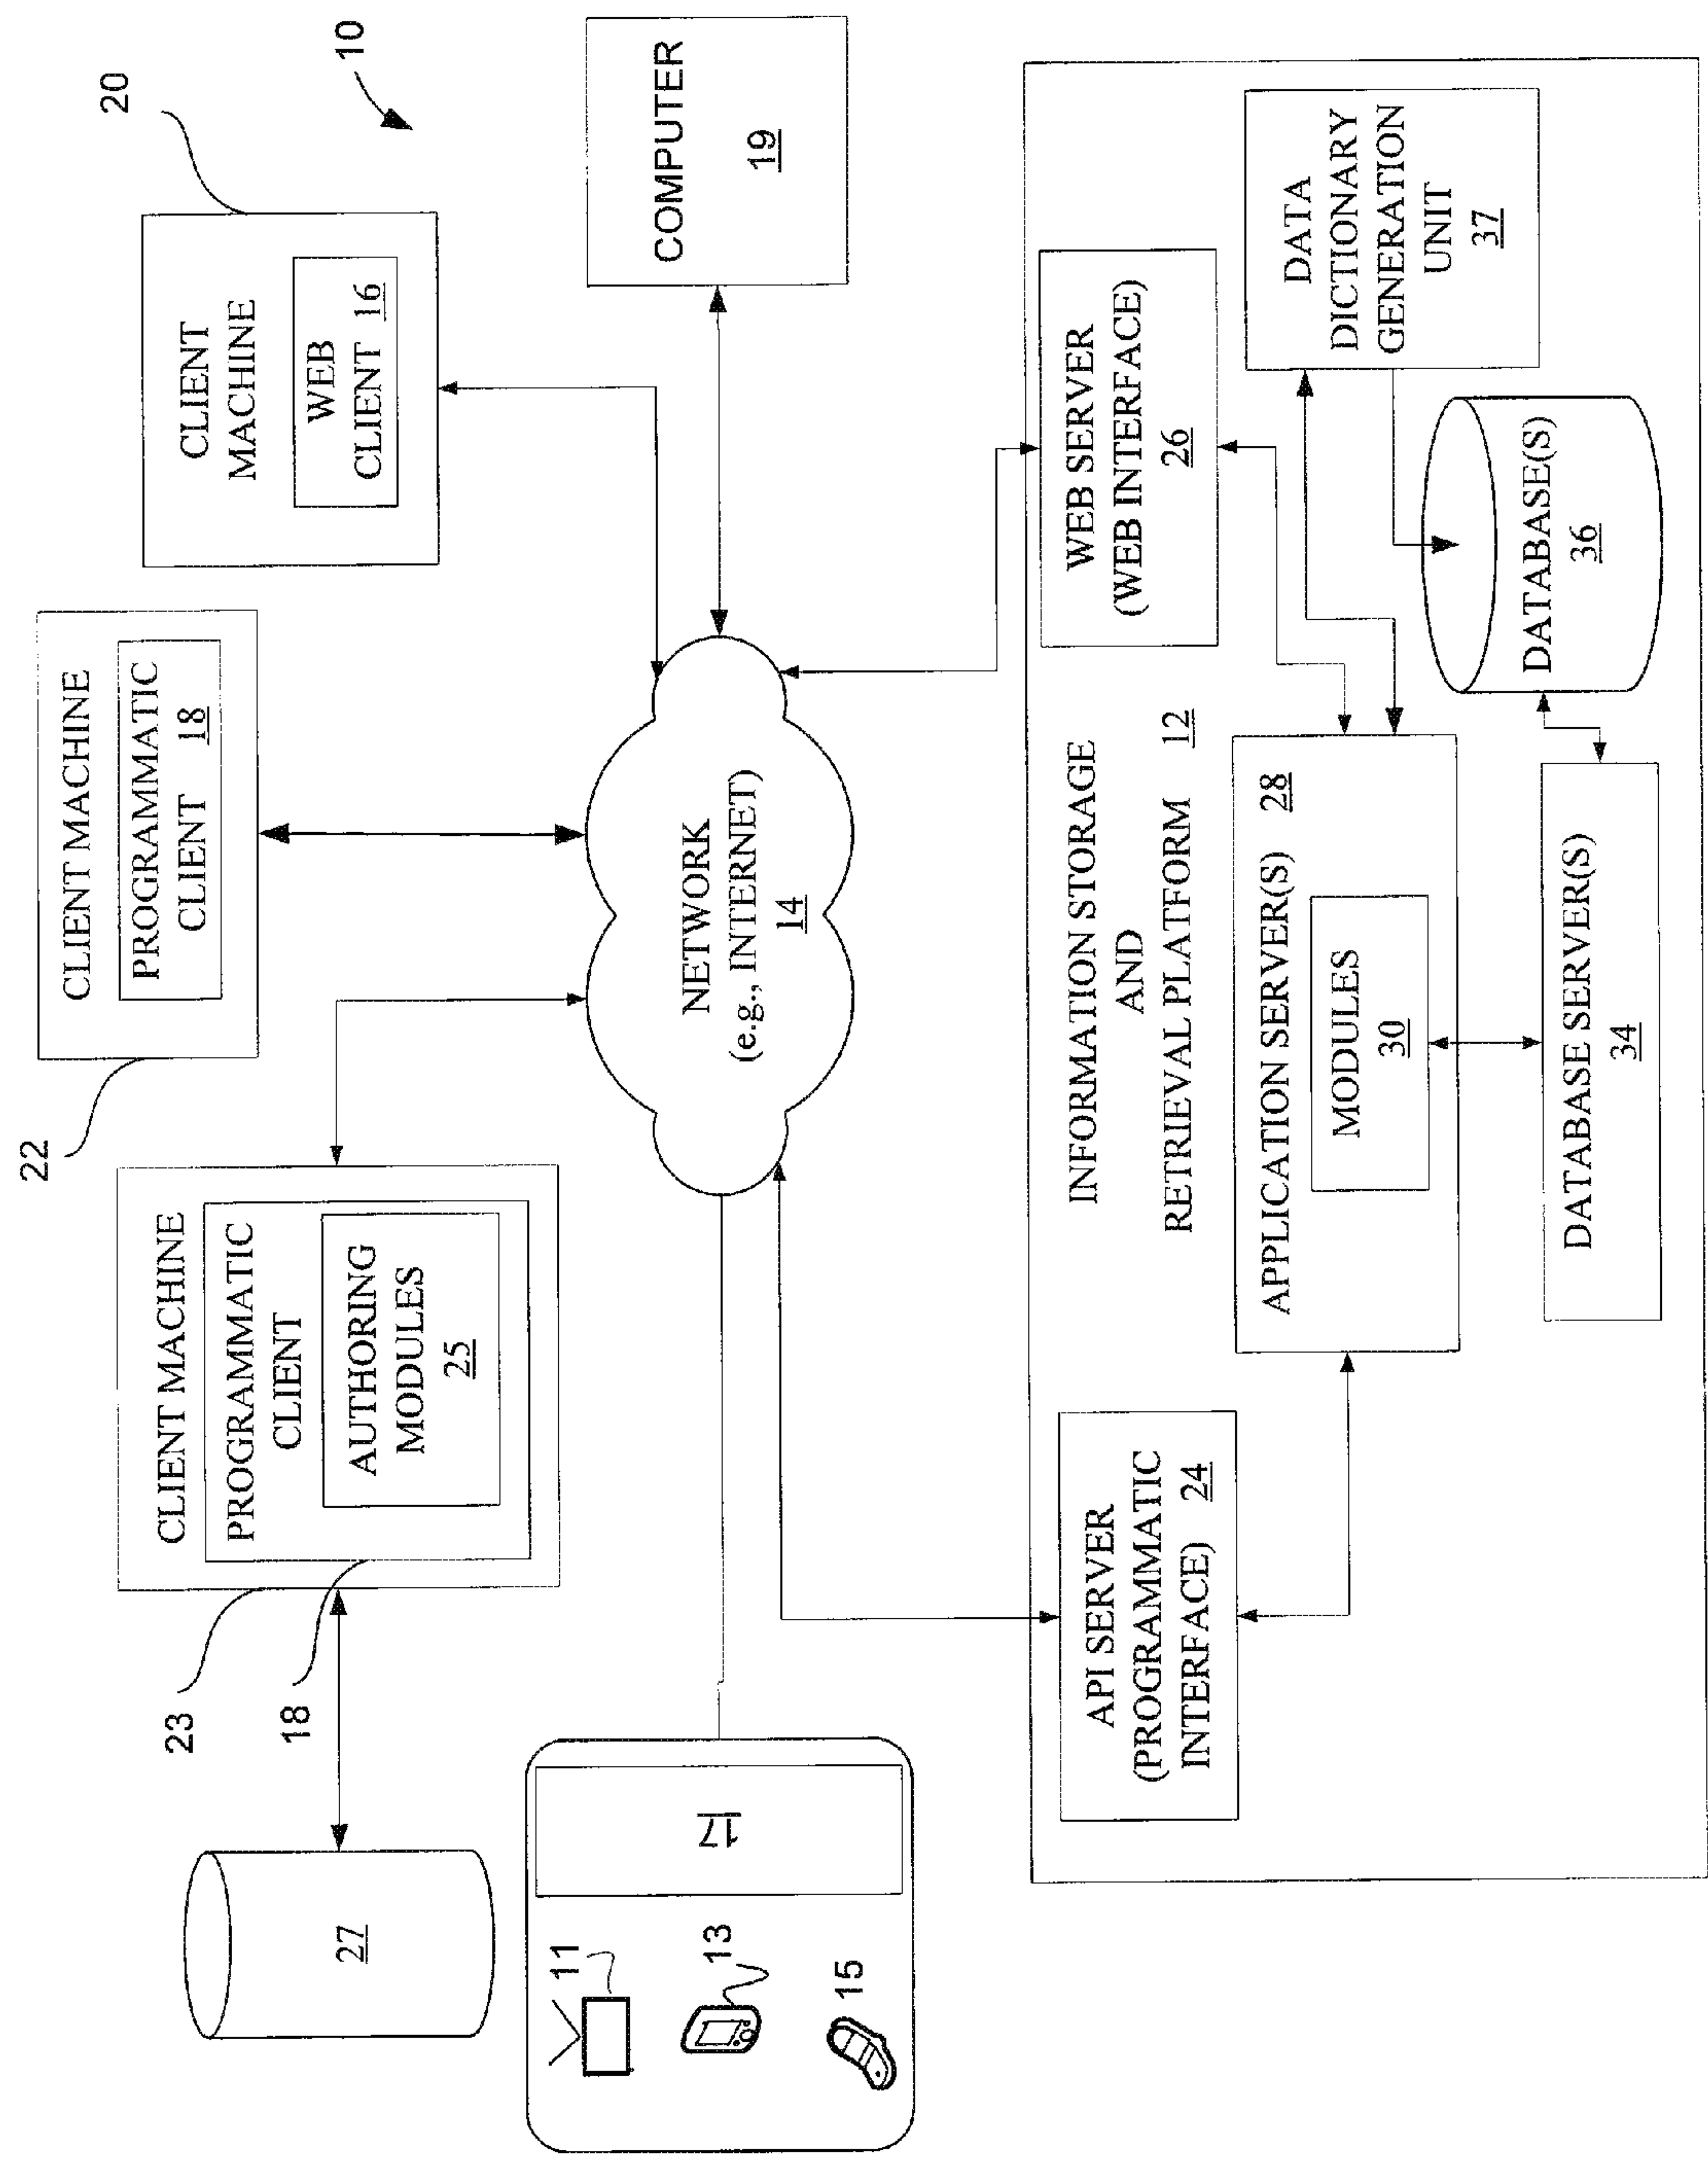 27
23
18
CLIENT MACHINE
PROGRAMMATIC
CLIENT
AUTHORING
MODULES
25
22
CLIENT MACHINE
PROGRAMMATIC
CLIENT 18
20
CLIENT
MACHINE
WEB
CLIENT 16
10
11
13
15
17
NETWORK
(e.g., INTERNET)
14
COMPUTER
19
INFORMATION STORAGE
AND
RETRIEVAL PLATFORM 12
API SERVER
(PROGRAMMATIC
INTERFACE) 24
WEB SERVER
(WEB INTERFACE)
26
APPLICATION SERVER(S) 28
MODULES
30
DATA
DICTIONARY
GENERATION
UNIT
37
DATABASE SERVER(S)
34
DATABASE(S)
36